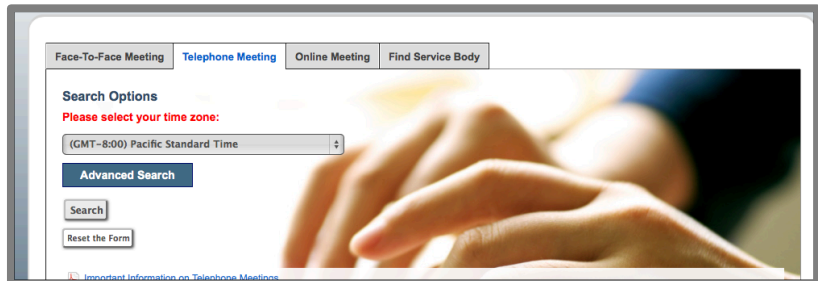 Face-To-Face Meeting Telephone Meeting Online Meeting Find Service Body
Search Options
Please select your time zone:
(GMT-8:00) Pacific Standard Time
Advanced Search
Search
Reset the Form
Important Information on Telephone Meetings